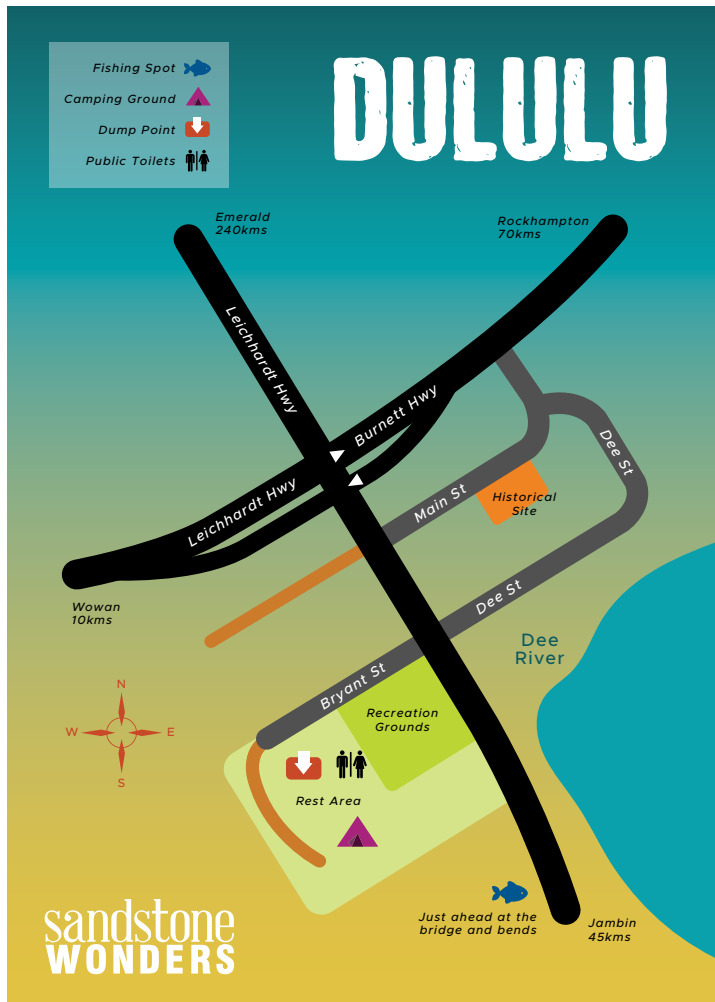 DULULU
Fishing Spot
Camping Ground
Dump Point
Public Toilets
Emerald
240kms
Rockhampton
70kms
Leichhardt Hwy
Burnett Hwy
Leichhardt Hwy
Dee St
Main St
Historical
Site
Wowan
10kms
Dee St
Dee
River
Bryant St
Recreation
Grounds
N
W
E
S
Rest Area
Just ahead at the
bridge and bends
Jambin
45kms
sandstone
WONDERS